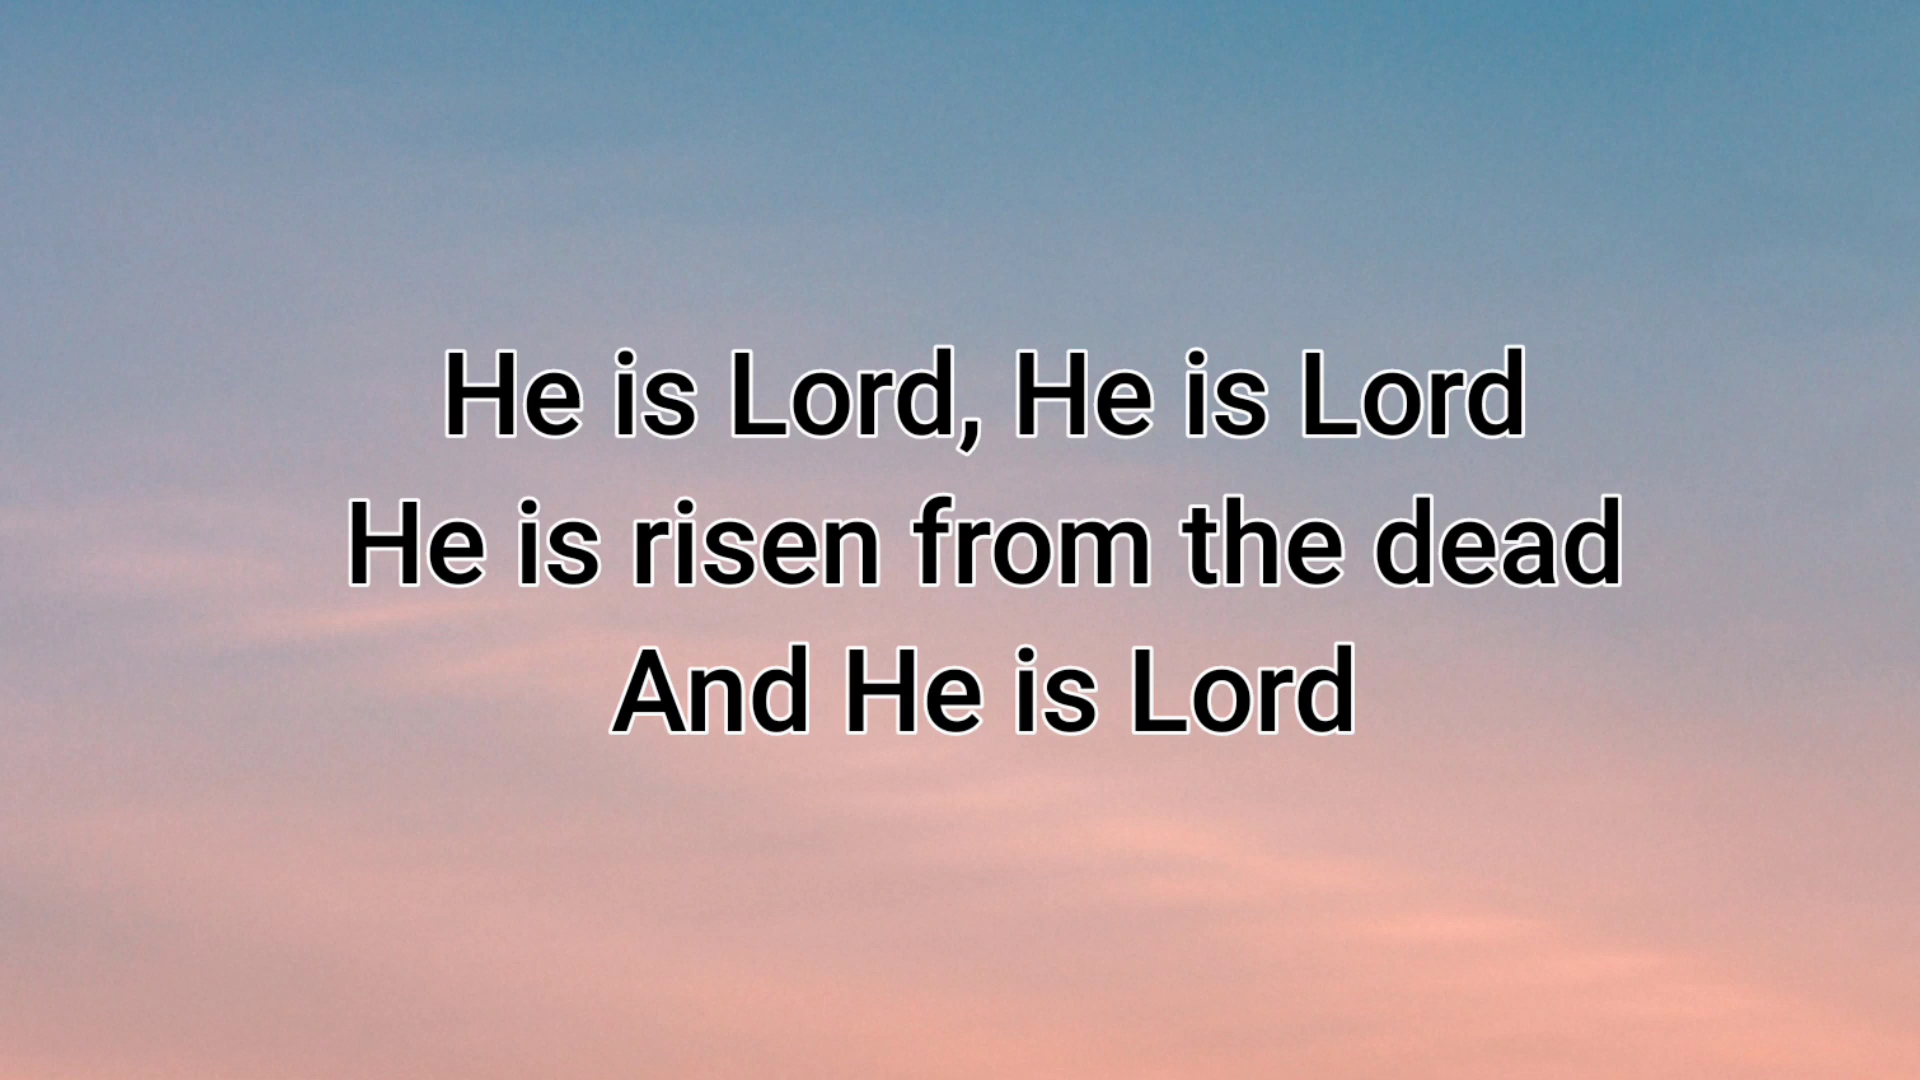 He is Lord, He is Lord
He is risen from the dead
And He is Lord